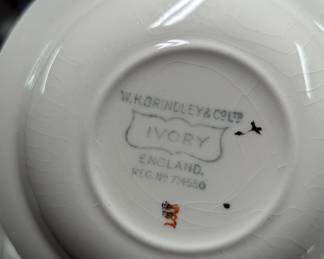 W.H.GRINDLEY & CO LTD
IVORY
ENGLAND.
REG. No 714550